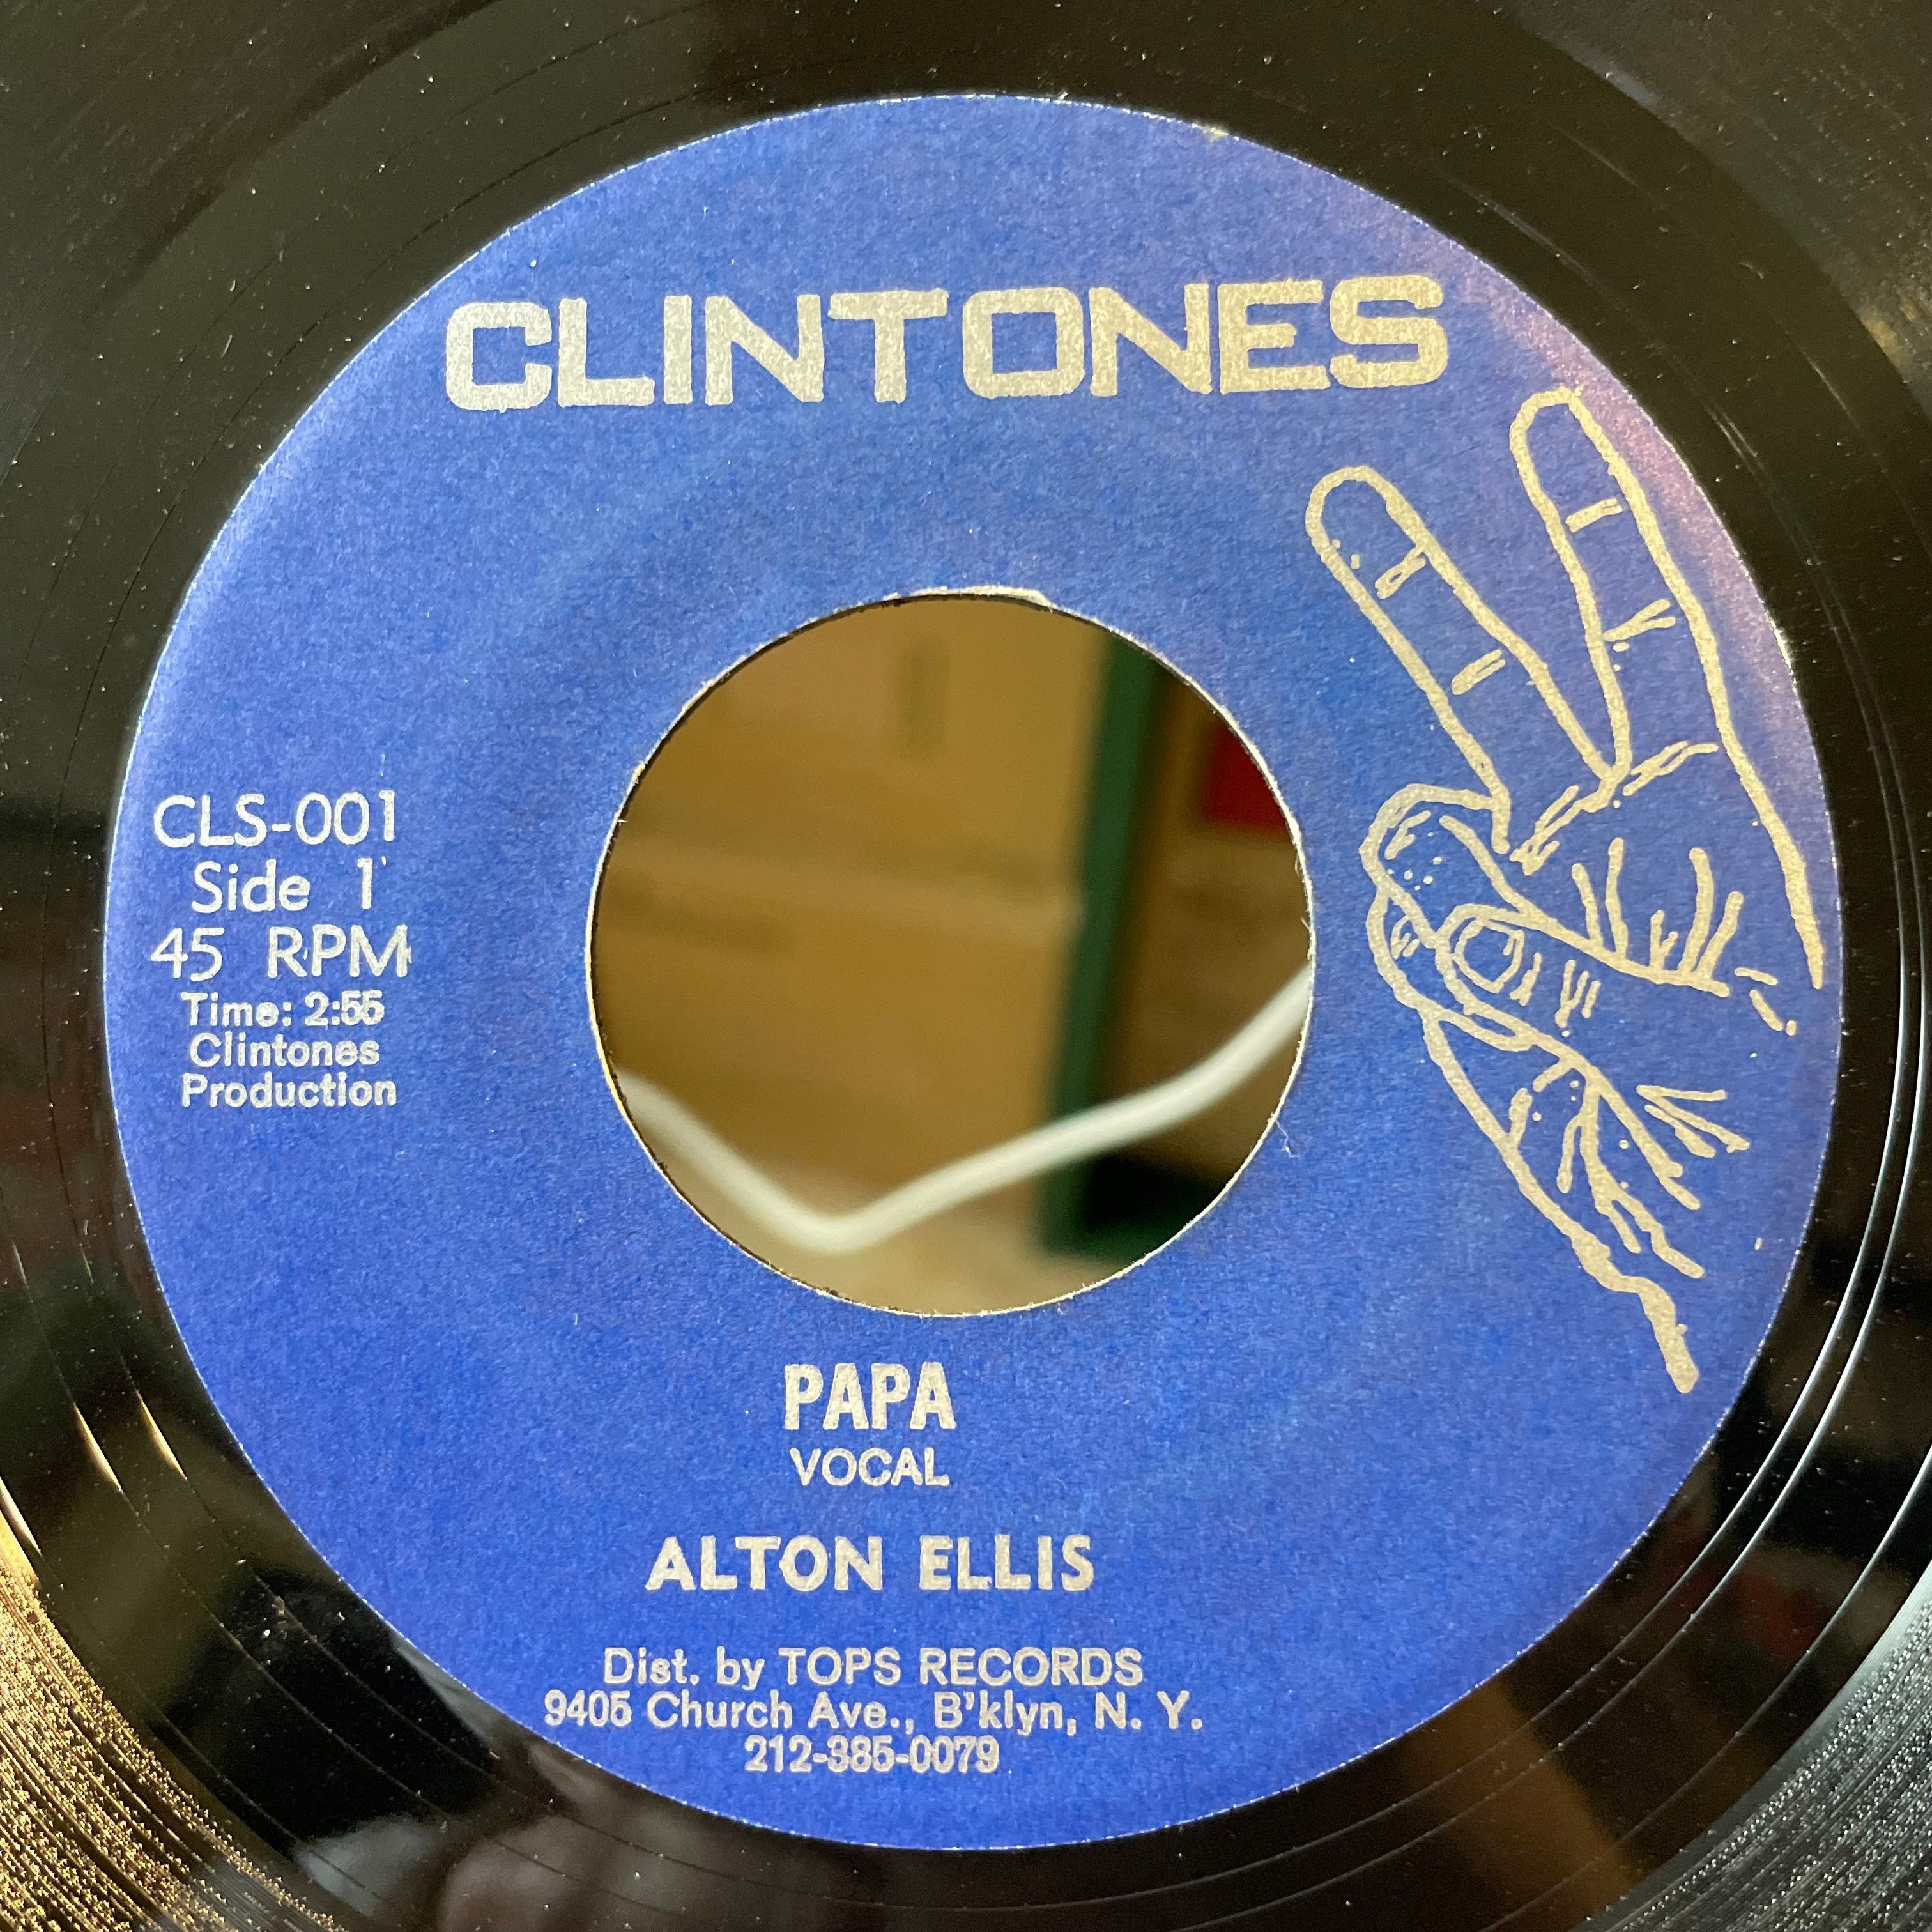 CLINTONES
CLS-001
Side 1
45 RPM
Time: 2:55
Clintones
Production
PAPA
VOCAL
ALTON ELLIS
Dist. by TOPS RECORDS
9405 Church Ave., B'klyn, N. Y.
212-385-0079